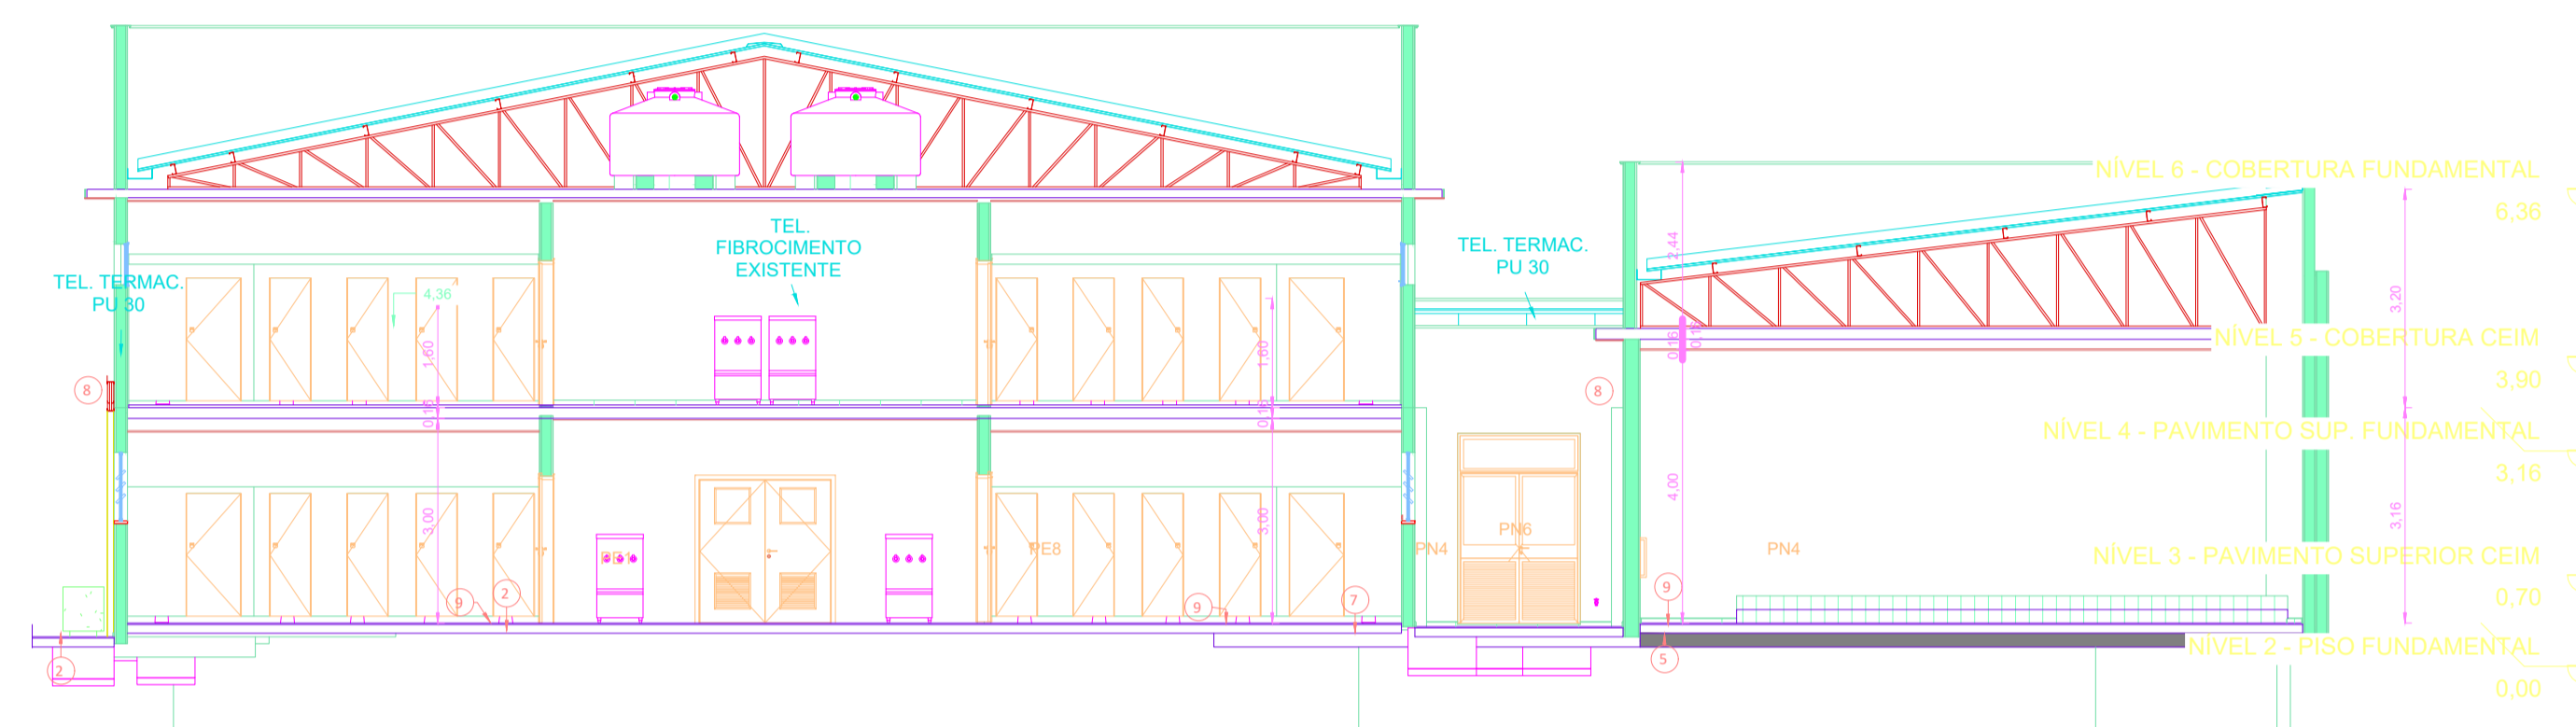 TEL. TERMAC.
PU 30
4,36
TEL.
FIBROCIMENTO
EXISTENTE
TEL. TERMAC.
PU 30
1,60
1,60
3,00
3,00
8
8
PE8
PN4
PN6
PN4
9
2
9
7
9
2
5
2,44
0,16
4,00
3,20
3,16
NÍVEL 6 - COBERTURA FUNDAMENTAL
6,36
NÍVEL 5 - COBERTURA CEIM
3,90
NÍVEL 4 - PAVIMENTO SUP. FUNDAMENTAL
3,16
NÍVEL 3 - PAVIMENTO SUPERIOR CEIM
0,70
NÍVEL 2 - PISO FUNDAMENTAL
0,00